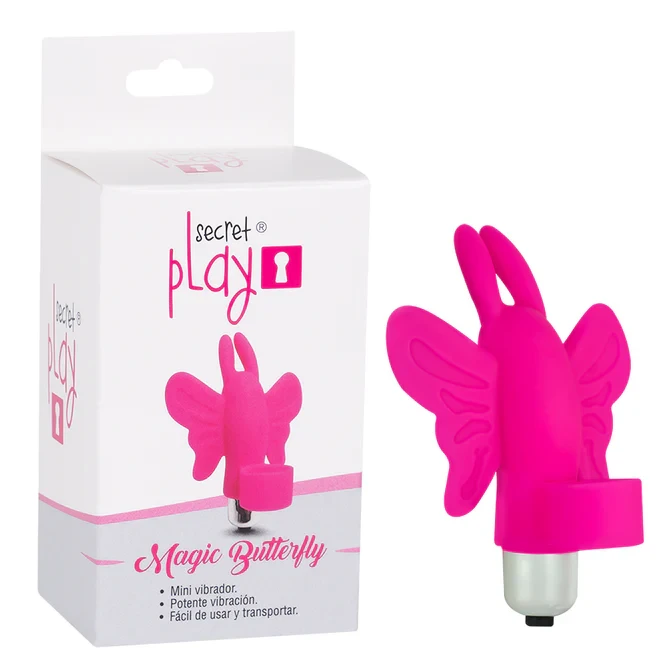 secret®
play
secret®
play
Magic Butterfly
• Mini vibrador.
• Potente vibración.
• Fácil de usar y transportar.